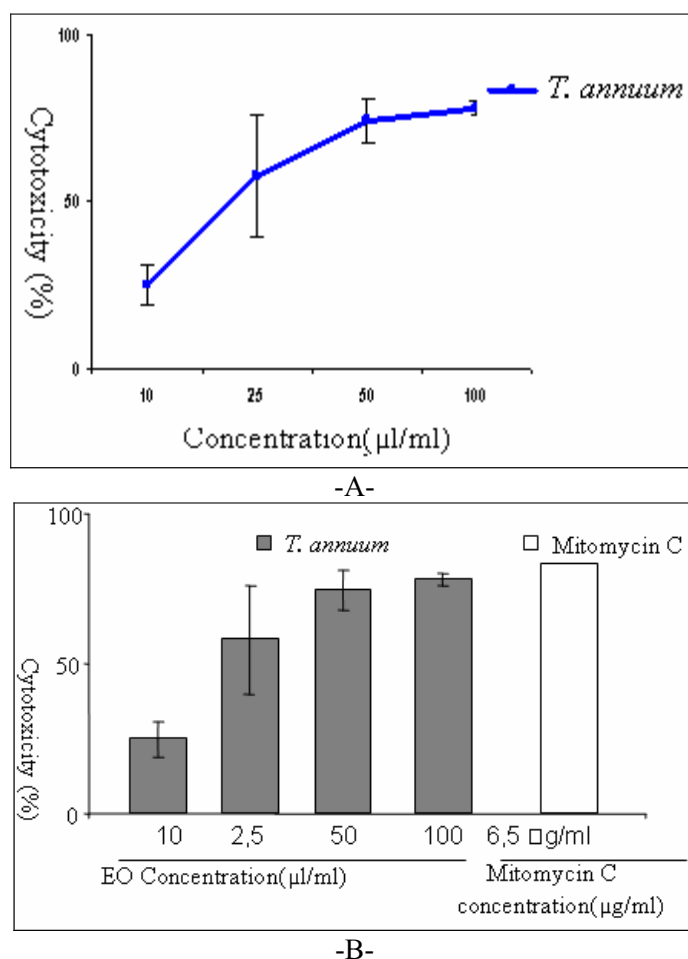 100
T. annuum
Cytotoxicity (%)
50
0
10 25 50 100
Concentration(µl/ml)
-A-
100
T. annuum Mitomycin C
Cytotoxicity (%)
50
0
10 2,5 50 100 6,5 □g/ml
EO Concentration(µl/ml) Mitomycin C
concentration(µg/ml)
-B-